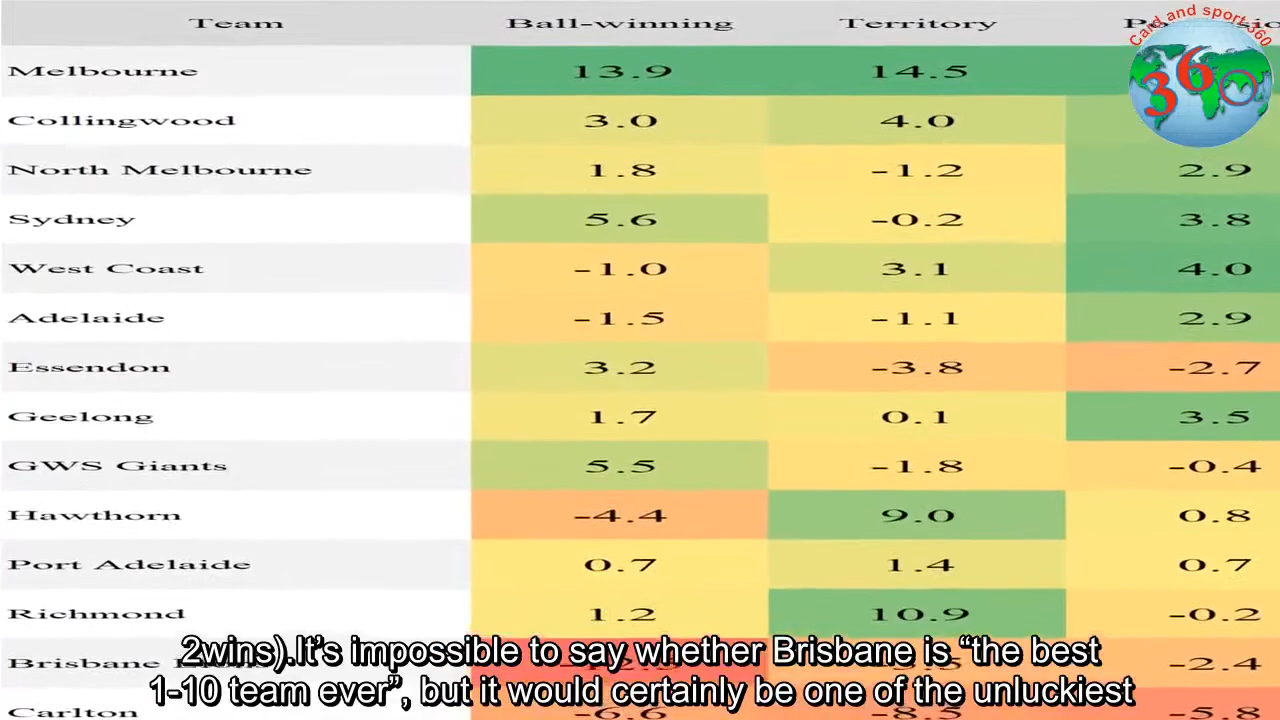 Team Ball-winning Territory
Card and sport 360
360
Melbourne 13.9 14.5
Collingwood 3.0 4.0
North Melbourne 1.8 -1.2 2.9
Sydney 5.6 -0.2 3.8
West Coast -1.0 3.1 4.0
Adelaide -1.5 -1.1 2.9
Essendon 3.2 -3.8 -2.7
Geelong 1.7 0.1 3.5
GWS Giants 5.5 -1.8 -0.4
Hawthorn -4.4 9.0 0.8
Port Adelaide 0.7 1.4 0.7
Richmond 1.2 10.9 -0.2
Brisbane -2.4
2wins).It's impossible to say whether Brisbane is “the best
1-10 team ever”, but it would certainly be one of the unluckiest
Carlton -6.6 -8.5 -5.8